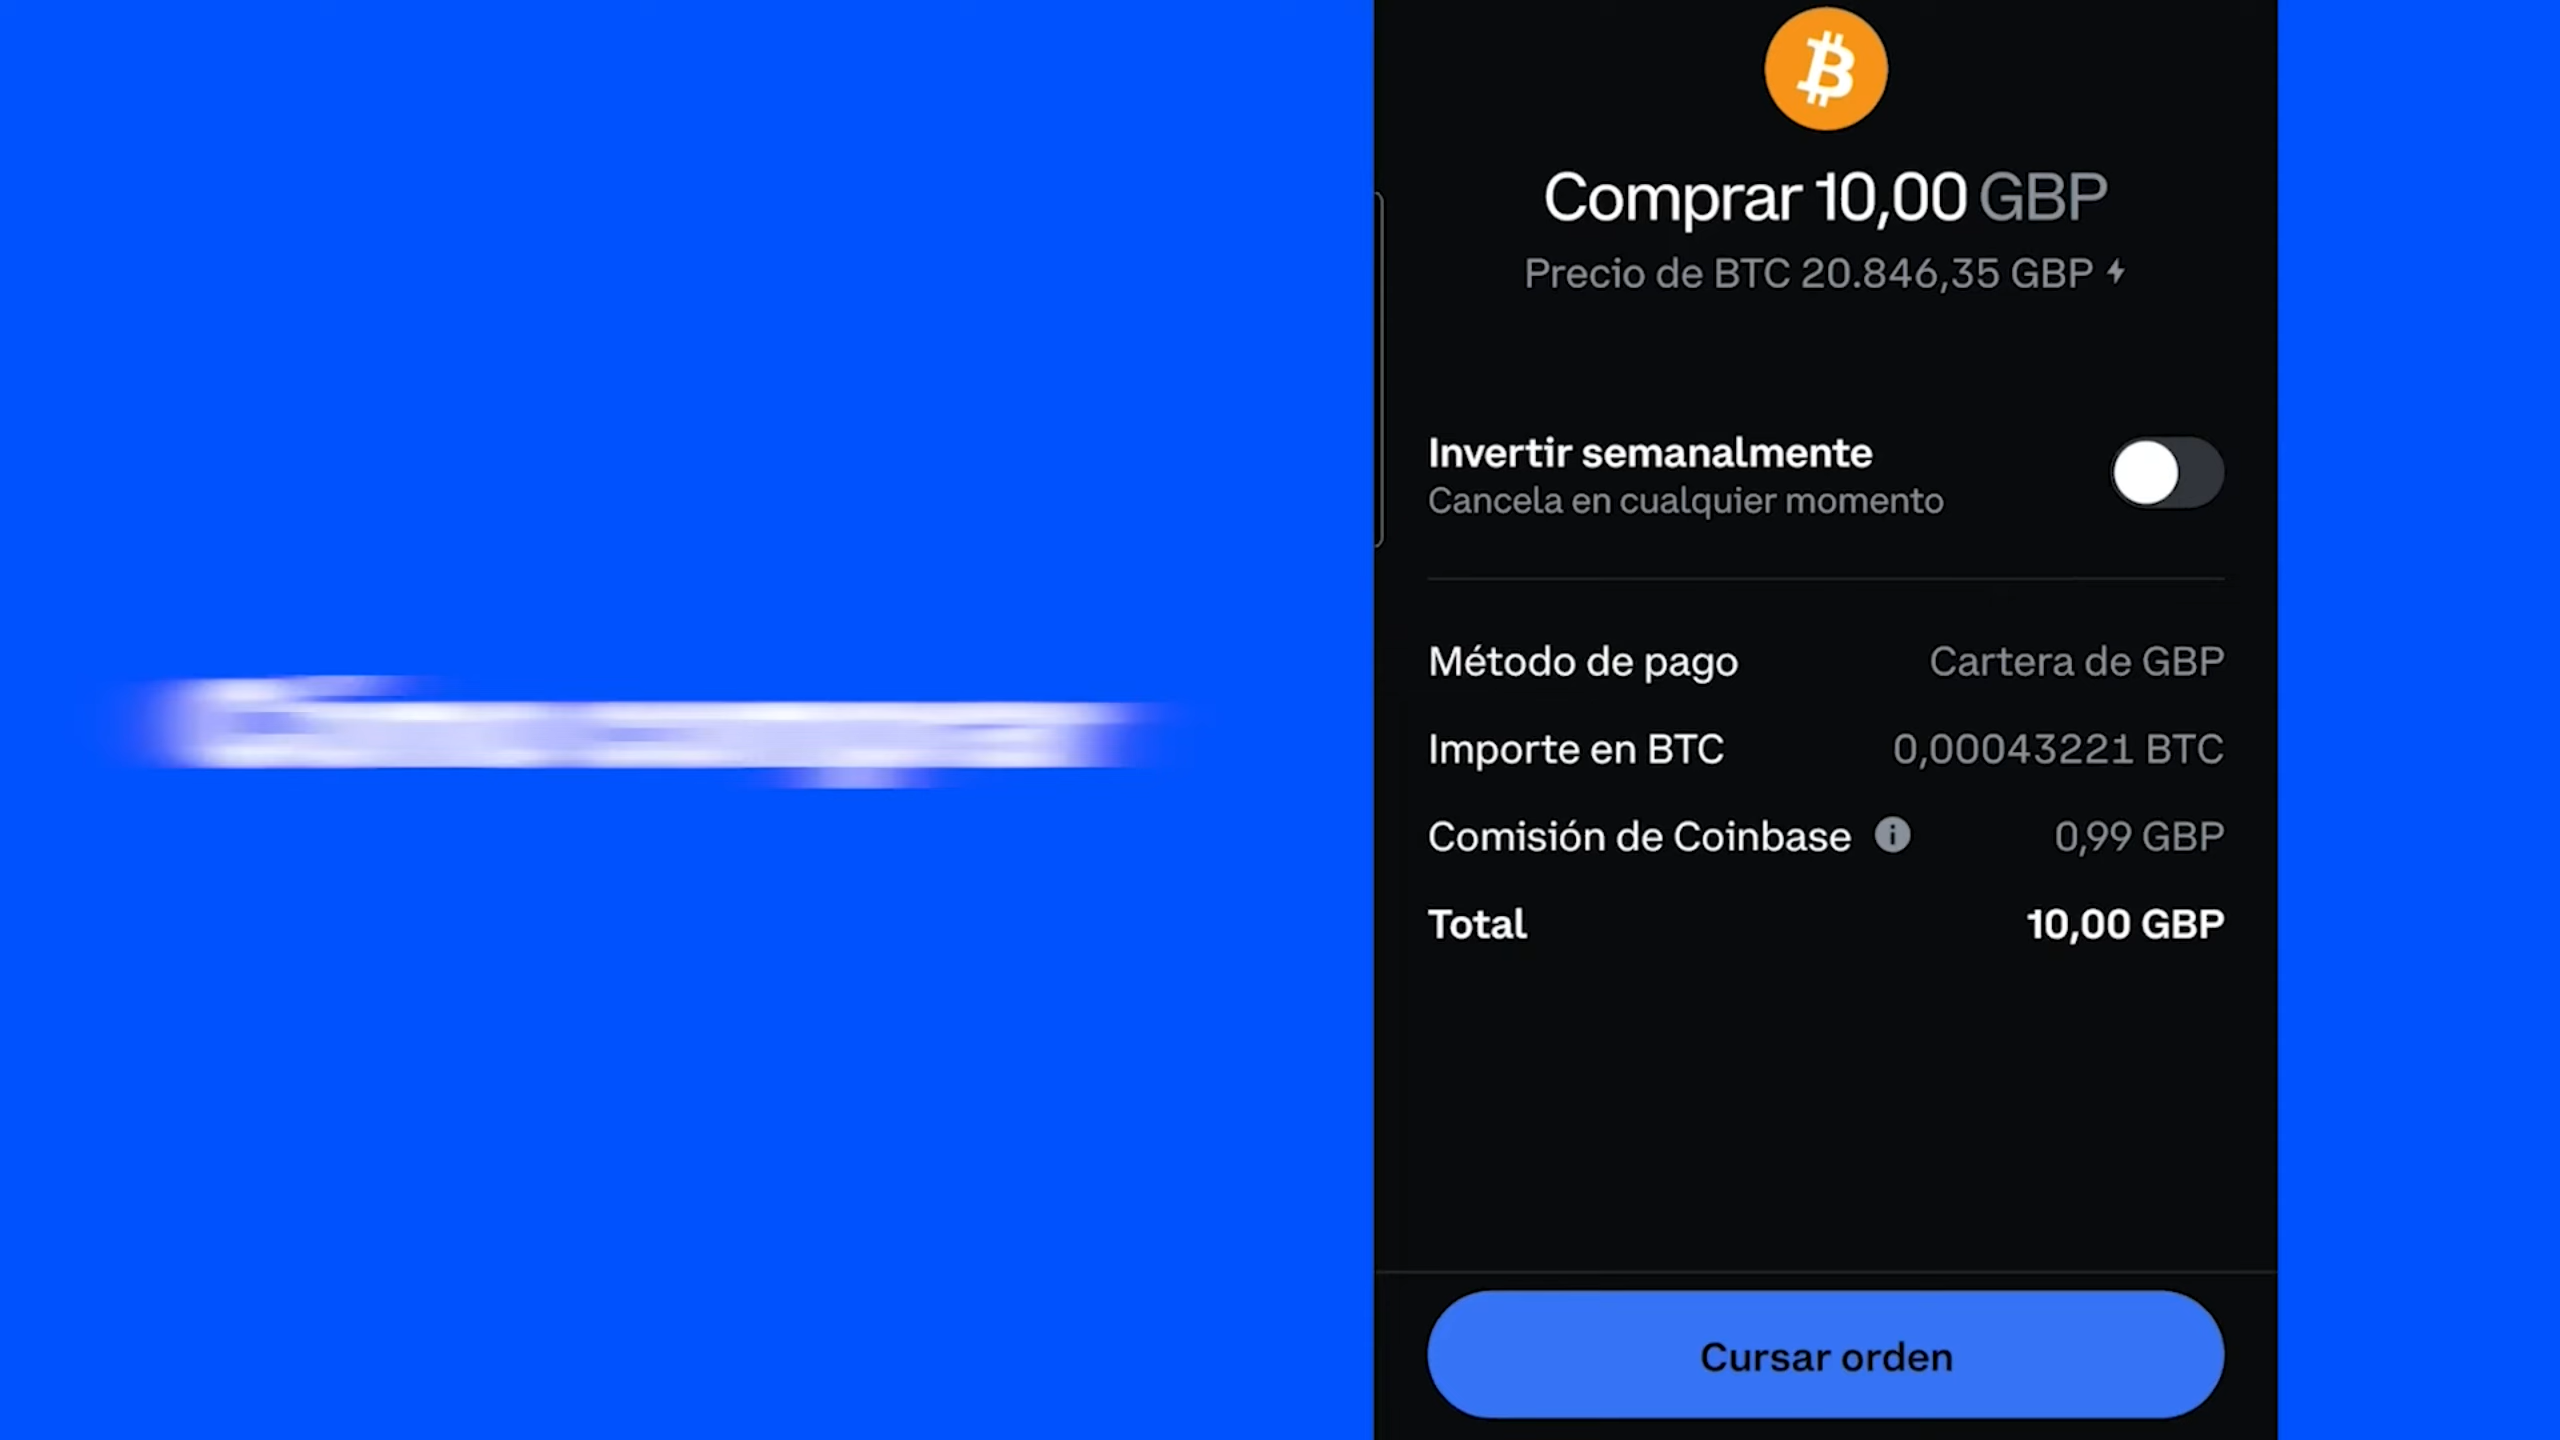 Comprar 10,00 GBP
Precio de BTC 20.846,35 GBP
Invertir semanalmente
Cancela en cualquier momento
Método de pago Cartera de GBP
Importe en BTC 0,00043221 BTC
Comisión de Coinbase 0,99 GBP
Total 10,00 GBP
Cursar orden